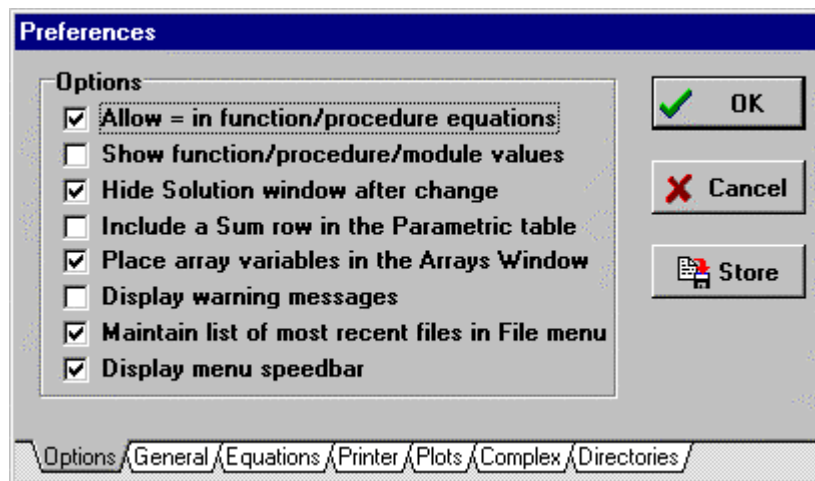 Preferences
Options
Allow = in function/procedure equations
Show function/procedure/module values
Hide Solution window after change
Include a Sum row in the Parametric table
Place array variables in the Arrays Window
Display warning messages
Maintain list of most recent files in File menu
Display menu speedbar
OK
Cancel
Store
Options General Equations Printer Plots Complex Directories